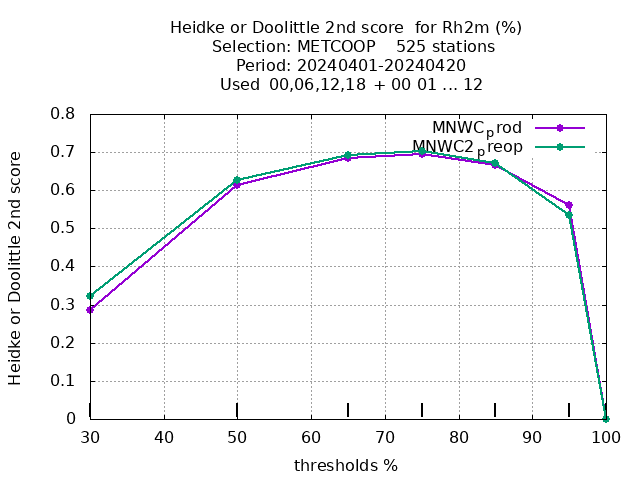 Heidke or Doolittle 2nd score  for Rh2m (%)
Selection: METCOOP    525 stations
Period: 20240401-20240420
Used  00,06,12,18  + 00 01 ... 12
MNWCprod
MNWC2preop
Heidke or Doolittle 2nd score
0.8
0.7
0.6
0.5
0.4
0.3
0.2
0.1
0
30 40 50 60 70 80 90 100
thresholds %